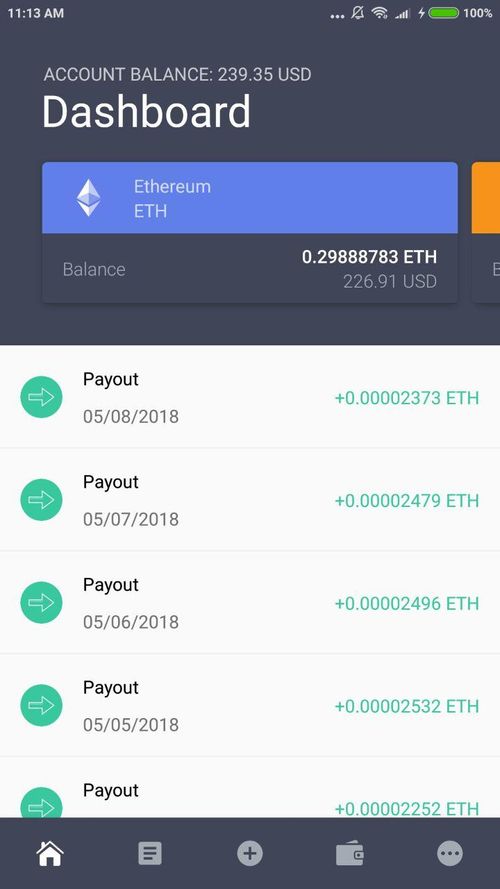 11:13 AM
100%
ACCOUNT BALANCE: 239.35 USD
Dashboard
Ethereum
ETH
Balance
0.29888783 ETH
226.91 USD
Payout
05/08/2018
+0.00002373 ETH
Payout
05/07/2018
+0.00002479 ETH
Payout
05/06/2018
+0.00002496 ETH
Payout
05/05/2018
+0.00002532 ETH
Payout
+0.00002252 ETH